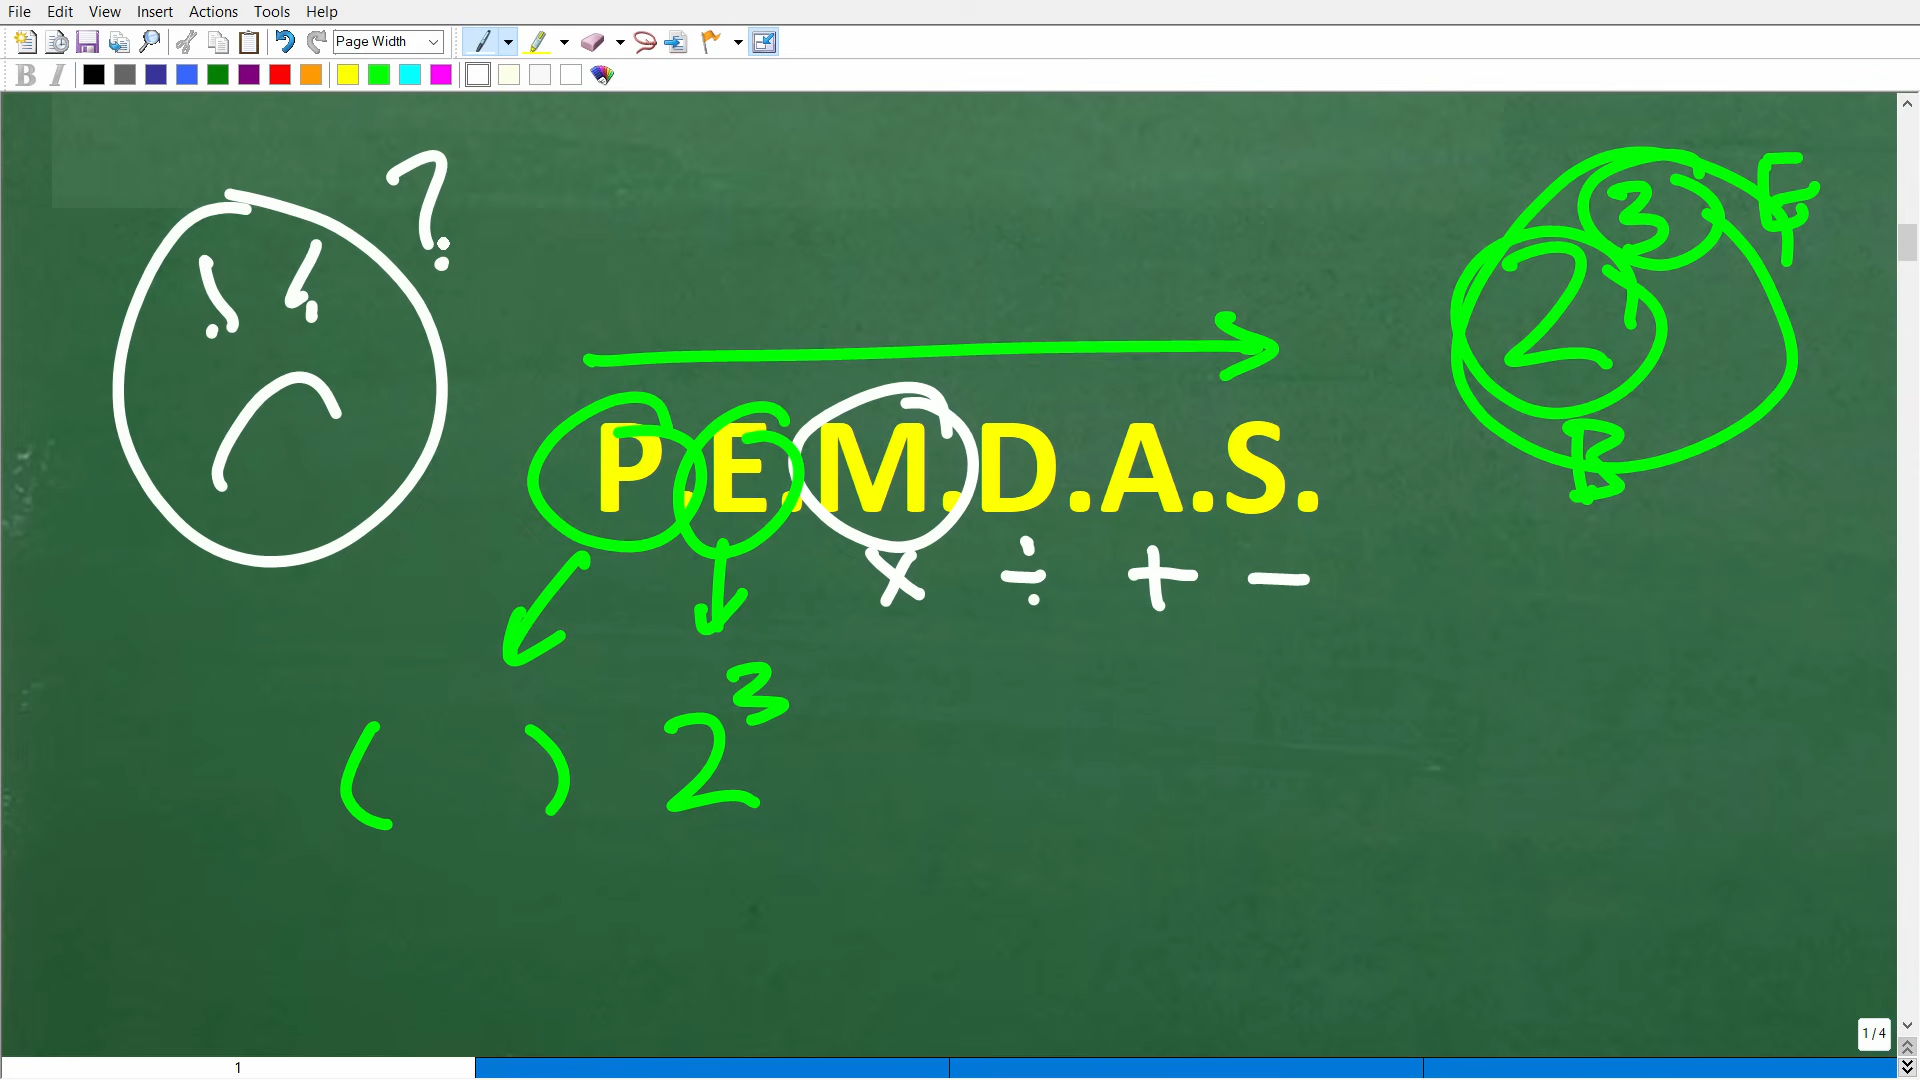 File Edit View Insert Actions Tools Help
Page Width
B I
?
3
2
B
P.E.M.D.A.S.
× ÷ + −
( ) 2³
1 / 4
1